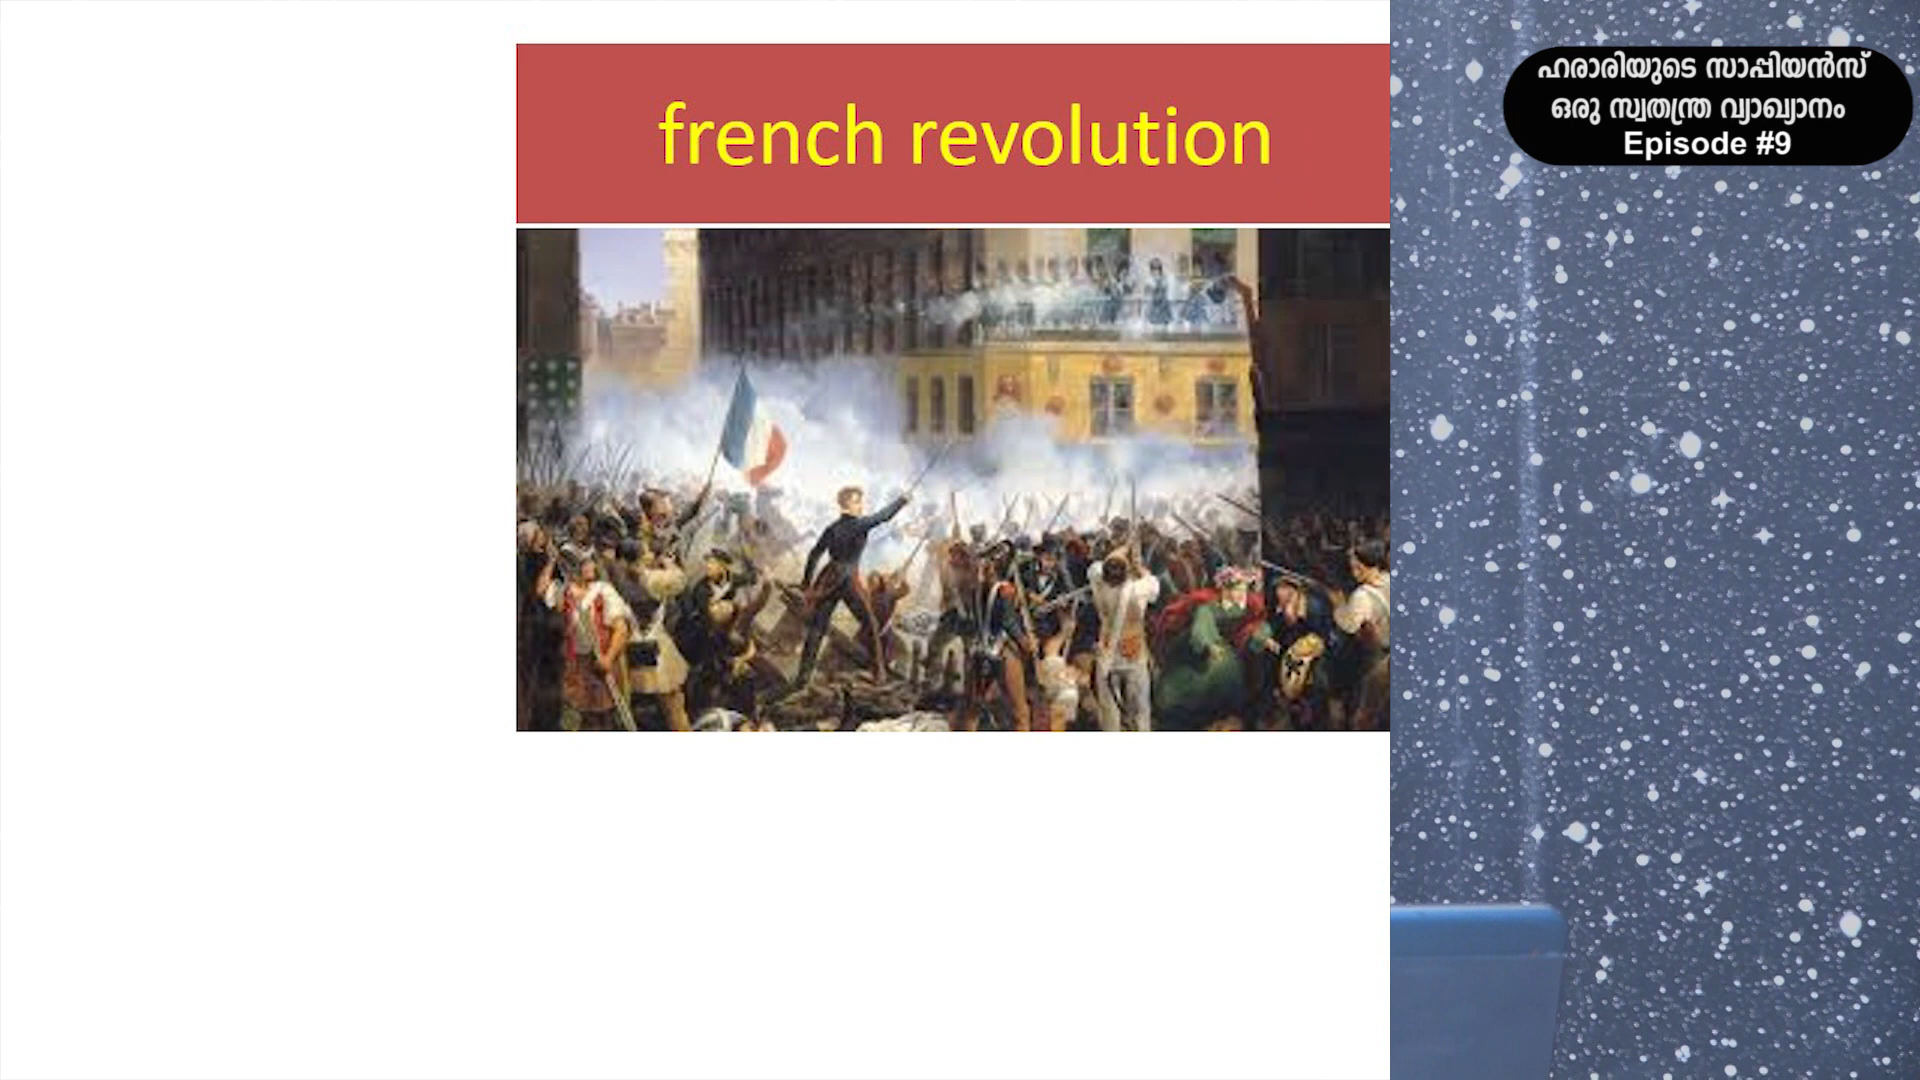 french revolution
ഹരാരിയുടെ സാപ്പിയൻസ്
ഒരു സ്വതന്ത്ര വ്യാഖ്യാനം
Episode #9